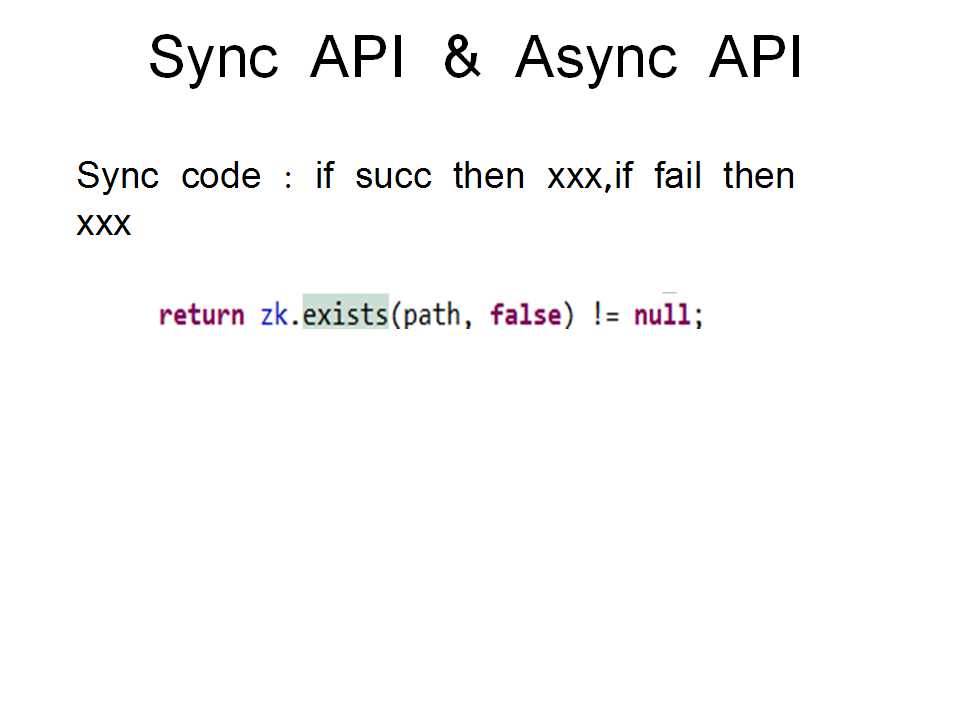 Sync API & Async API
Sync code : if succ then xxx,if fail then
xxx
return zk.exists(path, false) != null;